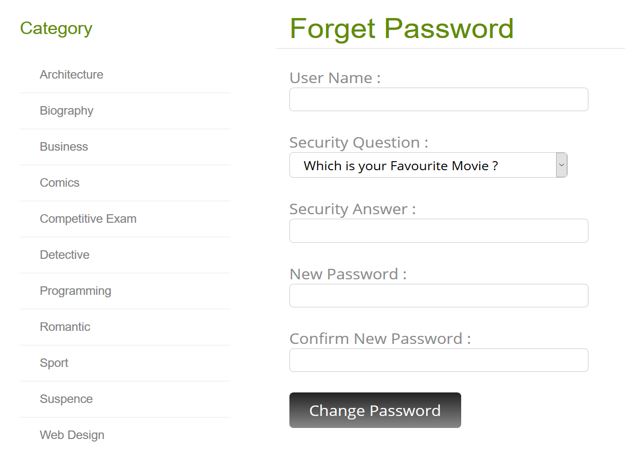 Category
Architecture
Biography
Business
Comics
Competitive Exam
Detective
Programming
Romantic
Sport
Suspence
Web Design
Forget Password
User Name :
Security Question :
Which is your Favourite Movie ?
Security Answer :
New Password :
Confirm New Password :
Change Password